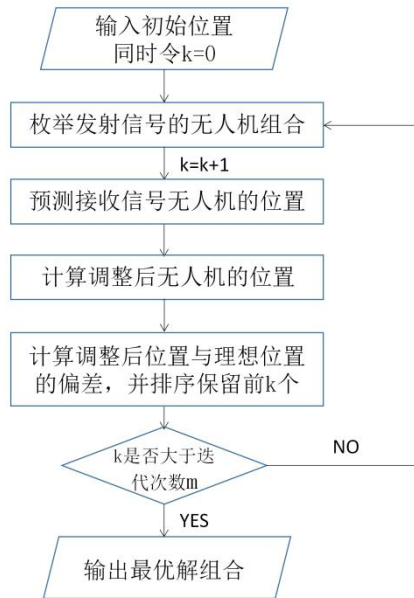 输入初始位置
同时令k=0
枚举发射信号的无人机组合
k=k+1
预测接收信号无人机的位置
计算调整后无人机的位置
计算调整后位置与理想位置
的偏差，并排序保留前k个
k是否大于迭
代次数m
NO
YES
输出最优解组合